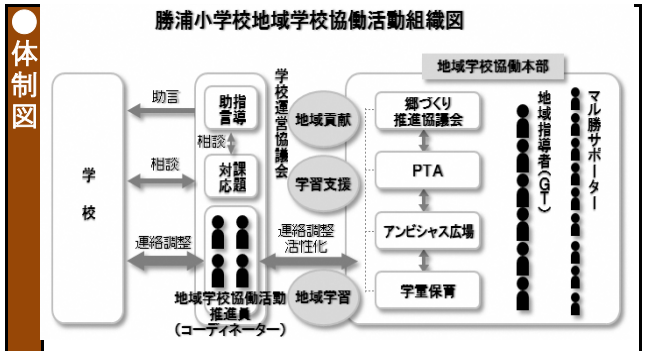 ●体制図
勝浦小学校地域学校協働活動組織図
学校
助言
相談
連絡調整
指導
助言
相談
課題
対応
地域学校協働活動
推進員
(コーディネーター)
学校運営協議会
連絡調整
活性化
地域貢献
学習支援
地域学習
地域学校協働本部
郷づくり
推進協議会
PTA
アンビシャス広場
学童保育
地域指導者(GT)
マル勝サポーター